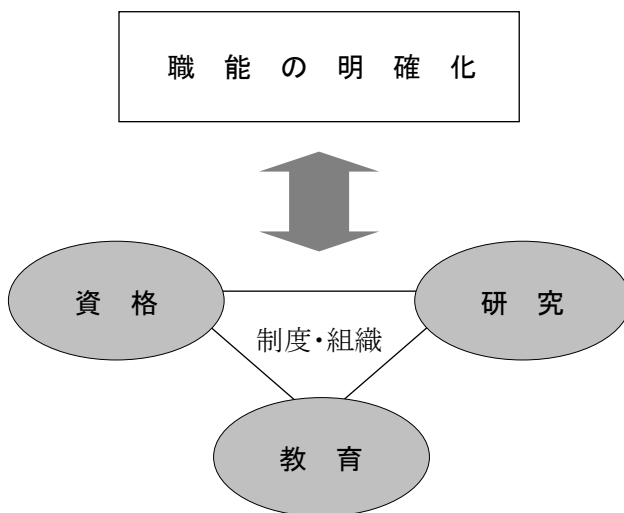 職能の明確化
資格
研究
制度・組織
教育